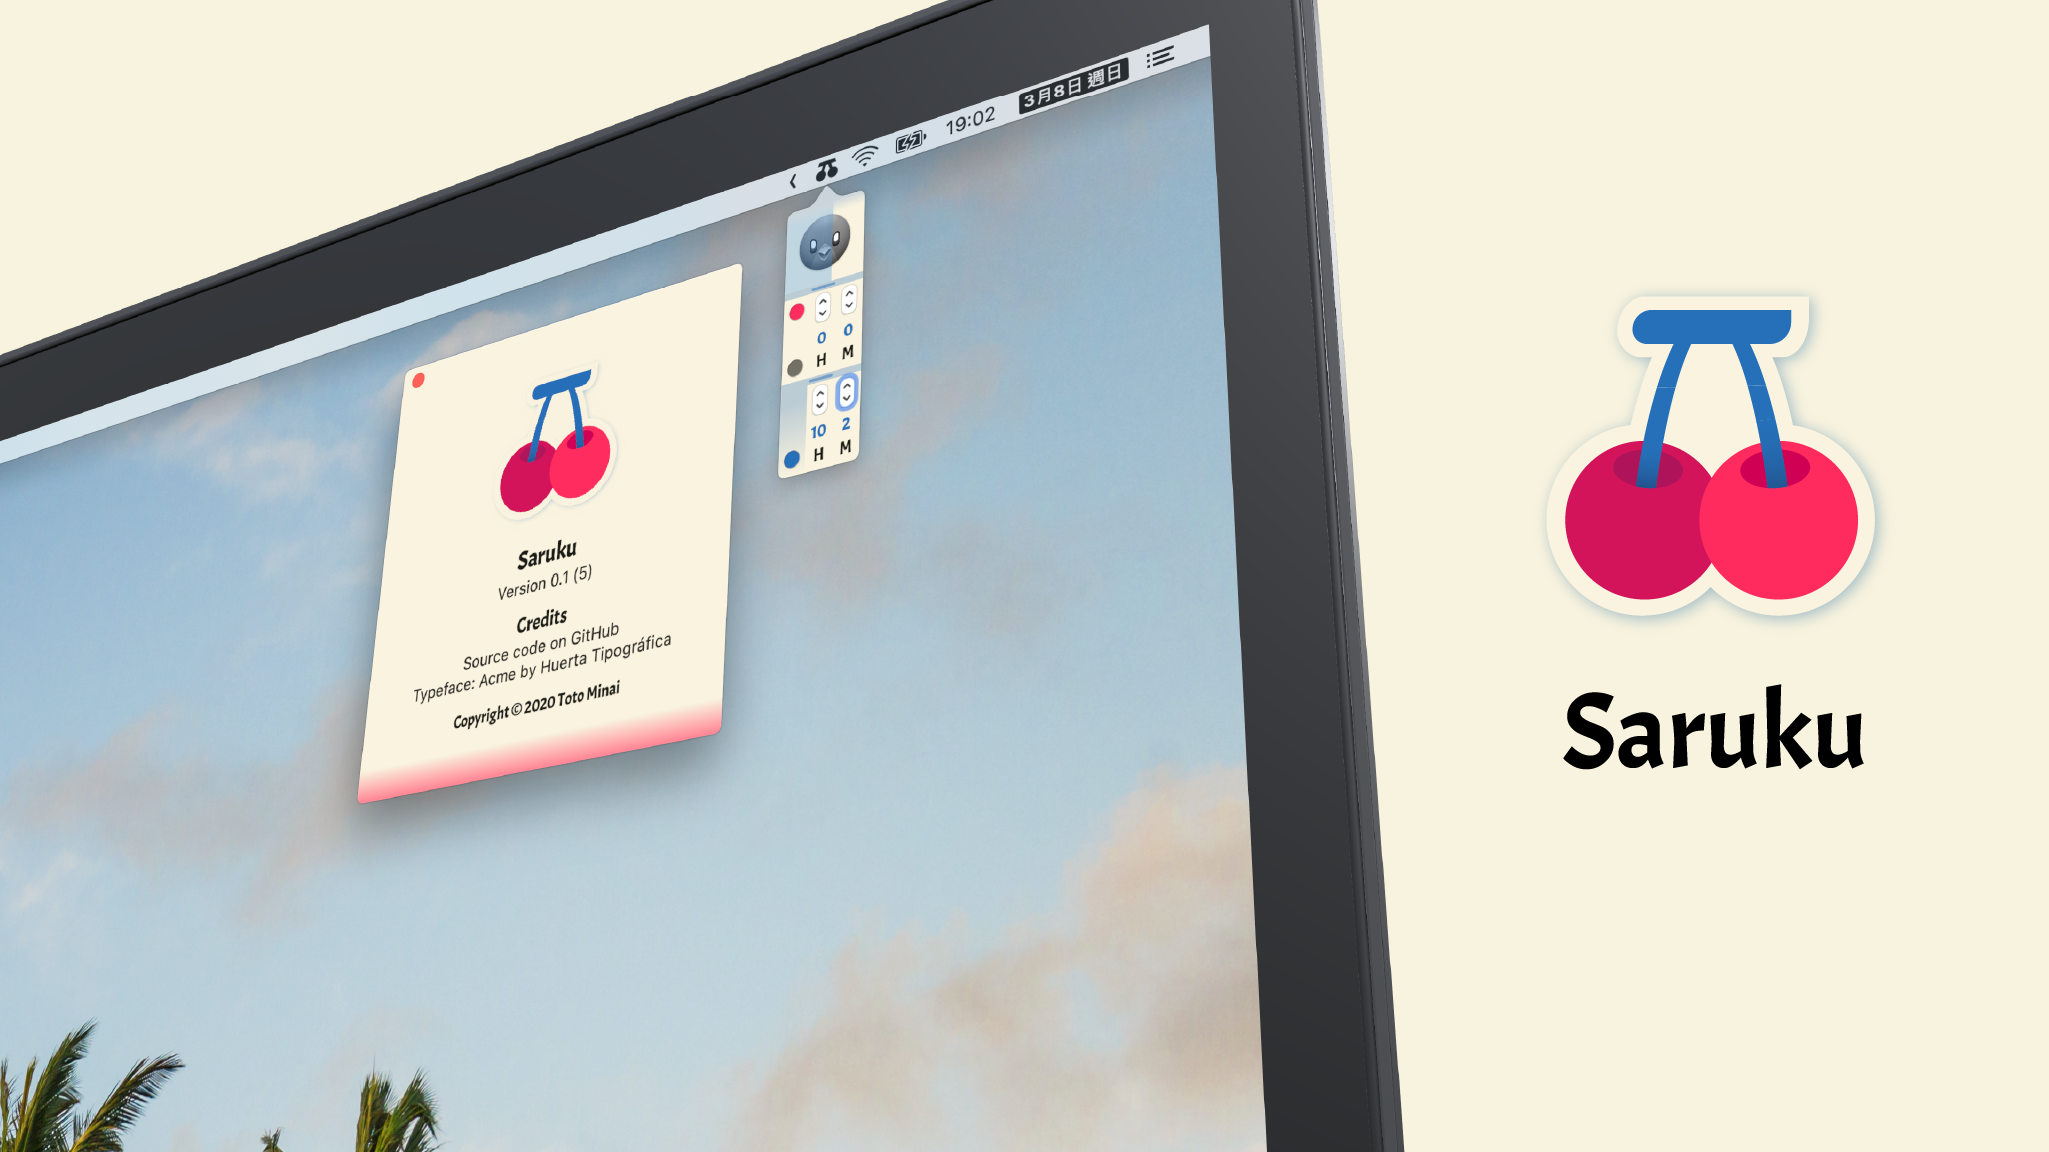 19:02
3月8日 週日
0 0
H M
10 2
H M
Saruku
Version 0.1 (5)
Credits
Source code on GitHub
Typeface: Acme by Huerta Tipográfica
Copyright © 2020 Toto Minai
Saruku